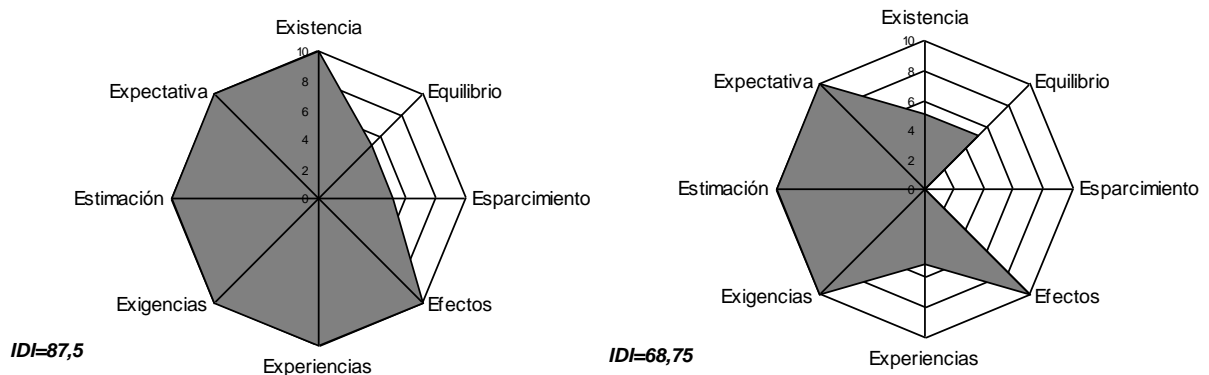 Existencia
10
8
6
4
2
0
Equilibrio
Esparcimiento
Efectos
Experiencias
Exigencias
Estimación
Expectativa
IDI=87,5
Existencia
10
8
6
4
2
0
Equilibrio
Esparcimiento
Efectos
Experiencias
Exigencias
Estimación
Expectativa
IDI=68,75